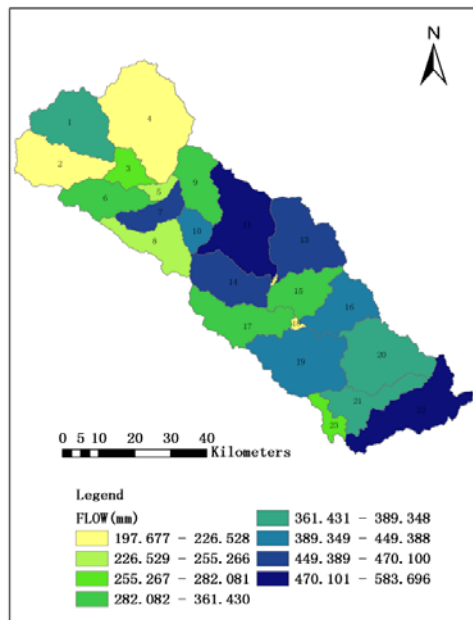 N
4
1
2
3
5
6
9
7
8
10
11
13
14
15
16
17
19
20
21
23
0 5 10 20 30 40
Kilometers
Legend
FLOW(mm)
197.677 - 226.528
226.529 - 255.266
255.267 - 282.081
282.082 - 361.430
361.431 - 389.348
389.349 - 449.388
449.389 - 470.100
470.101 - 583.696